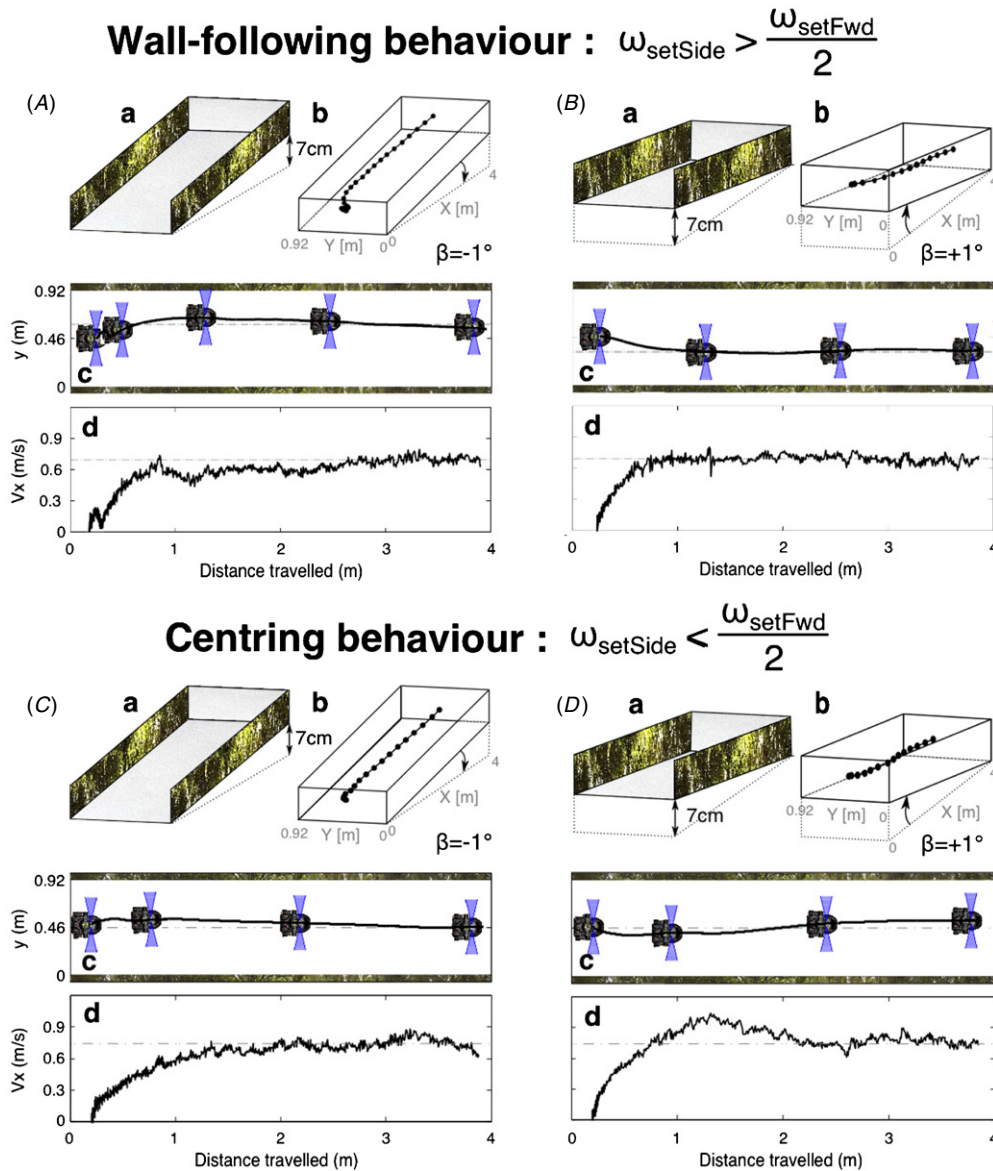 Wall-following behaviour : ωsetSide > ωsetFwd / 2
(A)
a
b
7cm
0.92
Y [m]
0
0
X [m]
4
β=-1°
(B)
a
b
7cm
0.92
Y [m]
0
0
X [m]
4
β=+1°
0.92
0.46
0
y (m)
c
c
d
0.9
0.6
0.3
0
Vx (m/s)
0 1 2 3 4
Distance travelled (m)
d
0 1 2 3 4
Distance travelled (m)
Centring behaviour : ωsetSide < ωsetFwd / 2
(C)
a
b
7cm
0.92
Y [m]
0
0
X [m]
4
β=-1°
(D)
a
b
7cm
0.92
Y [m]
0
0
X [m]
4
β=+1°
0.92
0.46
0
y (m)
c
c
d
0.9
0.6
0.3
0
Vx (m/s)
0 1 2 3 4
Distance travelled (m)
d
0 1 2 3 4
Distance travelled (m)